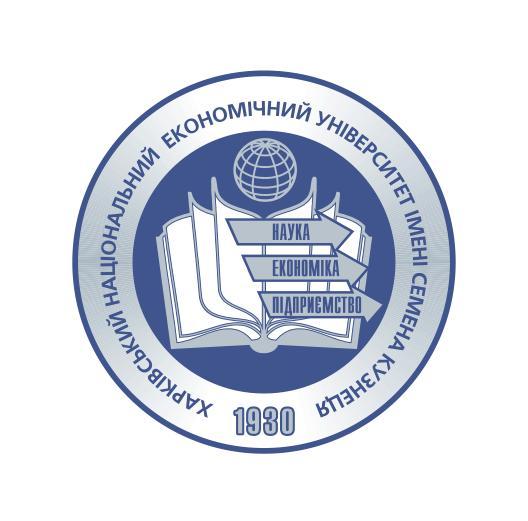 ХАРКІВСЬКИЙ НАЦІОНАЛЬНИЙ ЕКОНОМІЧНИЙ УНІВЕРСИТЕТ ІМЕНІ СЕМЕНА КУЗНЕЦЯ
НАУКА
ЕКОНОМІКА
ПІДПРИЄМСТВО
1930